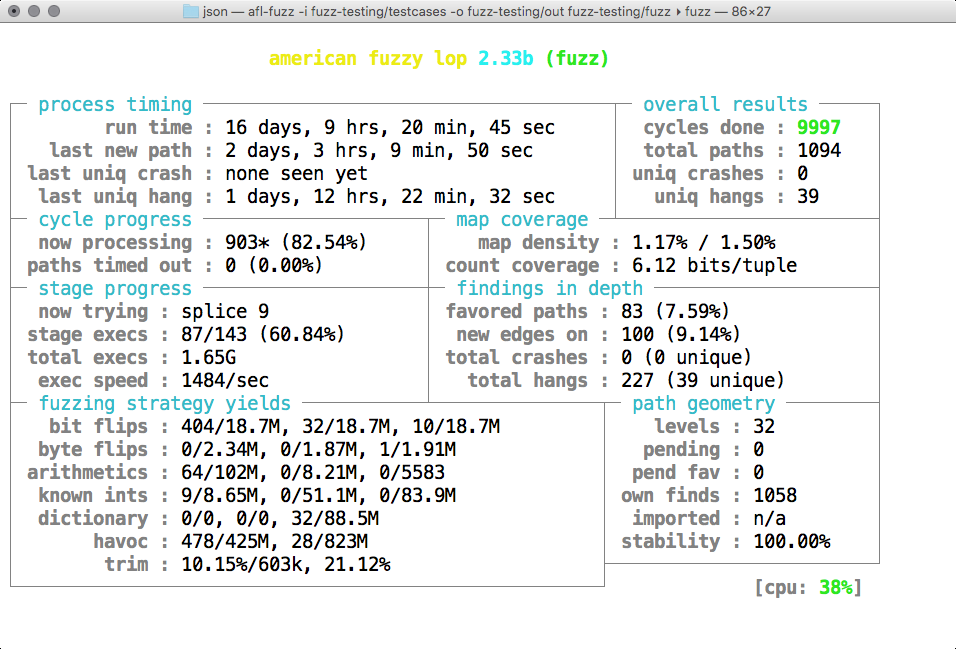 json — afl-fuzz -i fuzz-testing/testcases -o fuzz-testing/out fuzz-testing/fuzz ▸ fuzz — 86×27
american fuzzy lop 2.33b (fuzz)
process timing overall results
run time : 16 days, 9 hrs, 20 min, 45 sec cycles done : 9997
last new path : 2 days, 3 hrs, 9 min, 50 sec total paths : 1094
last uniq crash : none seen yet uniq crashes : 0
last uniq hang : 1 days, 12 hrs, 22 min, 32 sec uniq hangs : 39
cycle progress map coverage
now processing : 903* (82.54%) map density : 1.17% / 1.50%
paths timed out : 0 (0.00%) count coverage : 6.12 bits/tuple
stage progress findings in depth
now trying : splice 9 favored paths : 83 (7.59%)
stage execs : 87/143 (60.84%) new edges on : 100 (9.14%)
total execs : 1.65G total crashes : 0 (0 unique)
exec speed : 1484/sec total hangs : 227 (39 unique)
fuzzing strategy yields path geometry
bit flips : 404/18.7M, 32/18.7M, 10/18.7M levels : 32
byte flips : 0/2.34M, 0/1.87M, 1/1.91M pending : 0
arithmetics : 64/102M, 0/8.21M, 0/5583 pend fav : 0
known ints : 9/8.65M, 0/51.1M, 0/83.9M own finds : 1058
dictionary : 0/0, 0/0, 32/88.5M imported : n/a
havoc : 478/425M, 28/823M stability : 100.00%
trim : 10.15%/603k, 21.12%
[cpu: 38%]